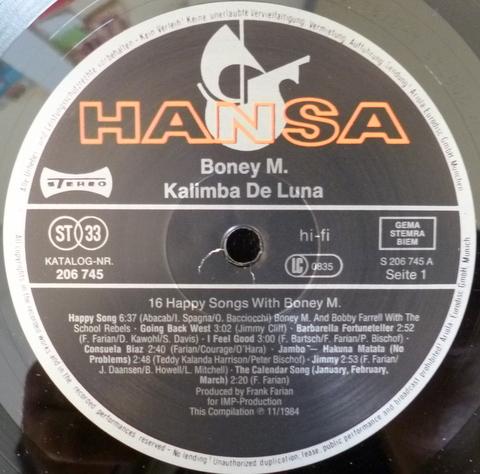 HANSA
Boney M.
Kalimba De Luna
STEREO
ST 33
KATALOG-NR.
206 745
hi-fi
LC 0835
GEMA
STEMRA
BIEM
S 206 745 A
Seite 1
16 Happy Songs With Boney M.
Happy Song 6:37 (Abacab/I. Spagna/O. Bacciocchi) Boney M. And Bobby Farrell With The
School Rebels · Going Back West 3:02 (Jimmy Cliff) · Barbarella Fortuneteller 2:52
(F. Farian/D. Kawohl/S. Davis) · I Feel Good 3:00 (F. Bartsch/F. Farian/P. Bischof) ·
Consuela Biaz 2:40 (Farian/Courage/O'Hara) · Jambo — Hakuna Matata (No
Problems) 2:48 (Teddy Kalanda Harrison/Peter Bischof) · Jimmy 2:53 (F. Farian/
J. Daansen/B. Howell/L. Mitchell) · The Calendar Song (January, February,
March) 2:20 (F. Farian)
Produced by Frank Farian
for IMP-Production
This Compilation ℗ 11/1984